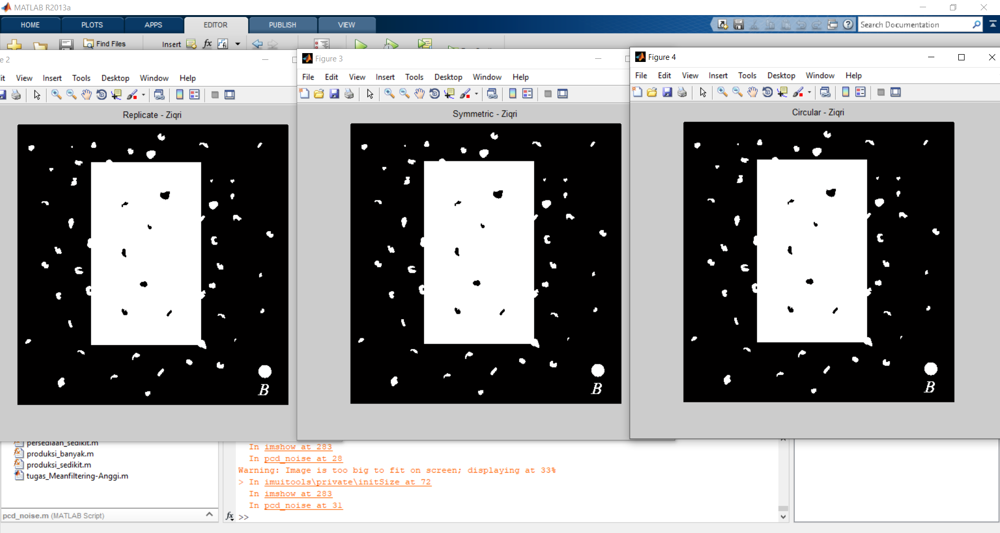 MATLAB R2013a
HOME PLOTS APPS EDITOR PUBLISH VIEW
Search Documentation
Find Files Insert fx fi
e 2
Figure 3
Figure 4
it View Insert Tools Desktop Window Help
File Edit View Insert Tools Desktop Window Help
File Edit View Insert Tools Desktop Window Help
Replicate - Ziqri
Symmetric - Ziqri
Circular - Ziqri
B
B
B
persediaan_sedikit.m
produksi_banyak.m
produksi_sedikit.m
tugas_Meanfiltering-Anggi.m
pcd_noise.m (MATLAB Script)
In imshow at 283
In pcd_noise at 28
Warning: Image is too big to fit on screen; displaying at 33%
> In imuitools\private\initSize at 72
In imshow at 283
In pcd_noise at 31
fx >>